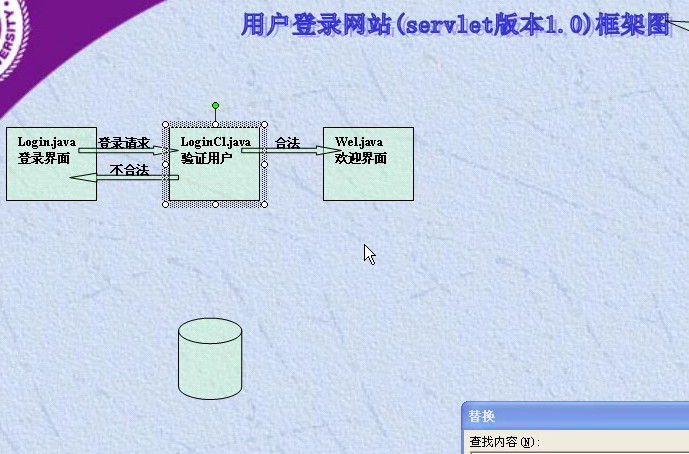 ERSITY
用户登录网站(servlet版本1.0)框架图
Login.java
登录界面
登录请求
不合法
LoginCl.java
验证用户
合法
Wel.java
欢迎界面
替换
查找内容(N):